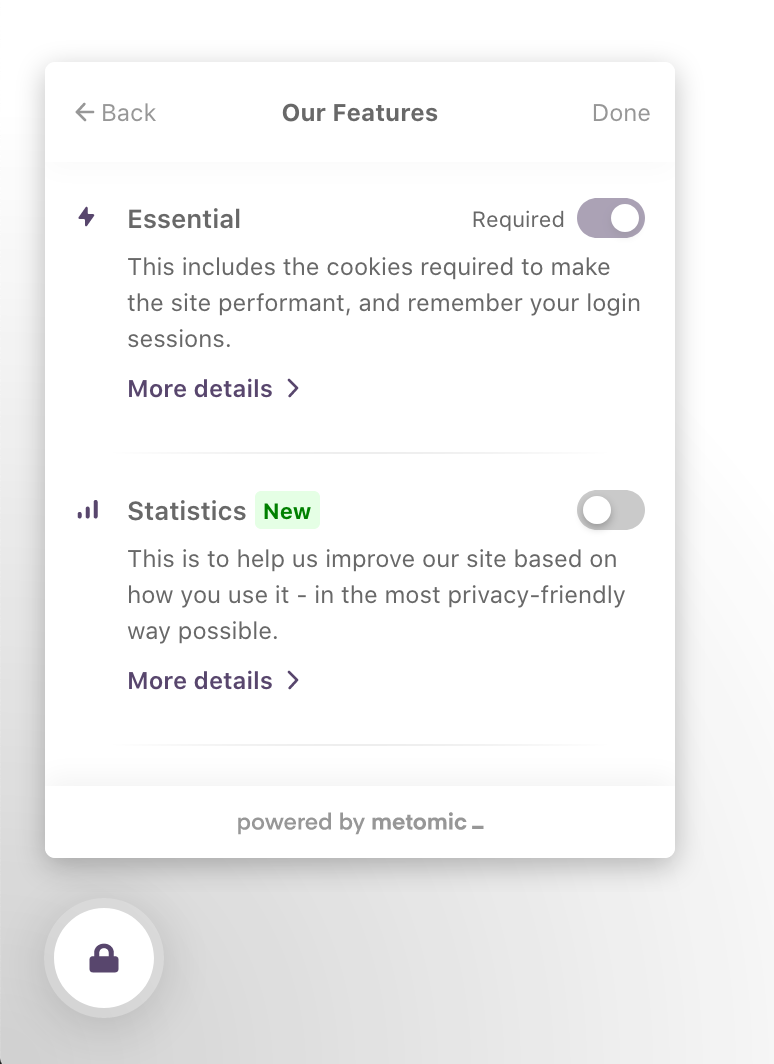 Back
Our Features
Done
Essential
Required
This includes the cookies required to make
the site performant, and remember your login
sessions.
More details
Statistics New
This is to help us improve our site based on
how you use it - in the most privacy-friendly
way possible.
More details
powered by metomic